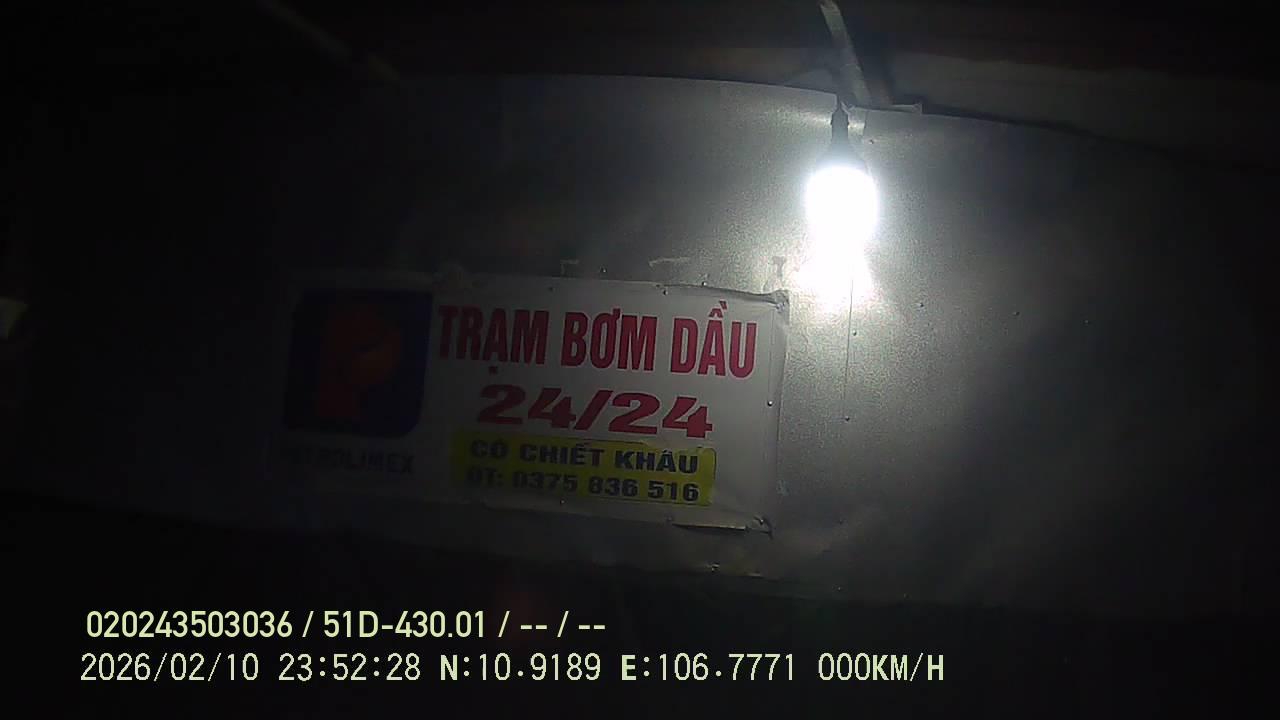 TRẠM BƠM DẦU
24/24
CÓ CHIẾT KHẤU
ĐT: 0375 836 516
PETROLIMEX
020243503036 / 51D-430.01 / -- / --
2026/02/10 23:52:28 N:10.9189 E:106.7771 000KM/H